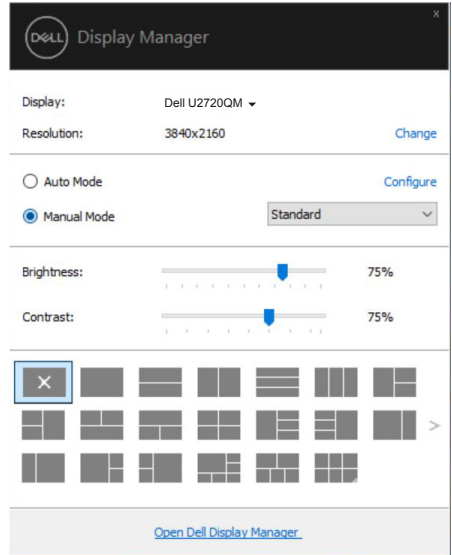 x
DELL Display Manager
Display: Dell U2720QM
Resolution: 3840x2160 Change
Auto Mode Configure
Manual Mode Standard
Brightness: 75%
Contrast: 75%
Open Dell Display Manager